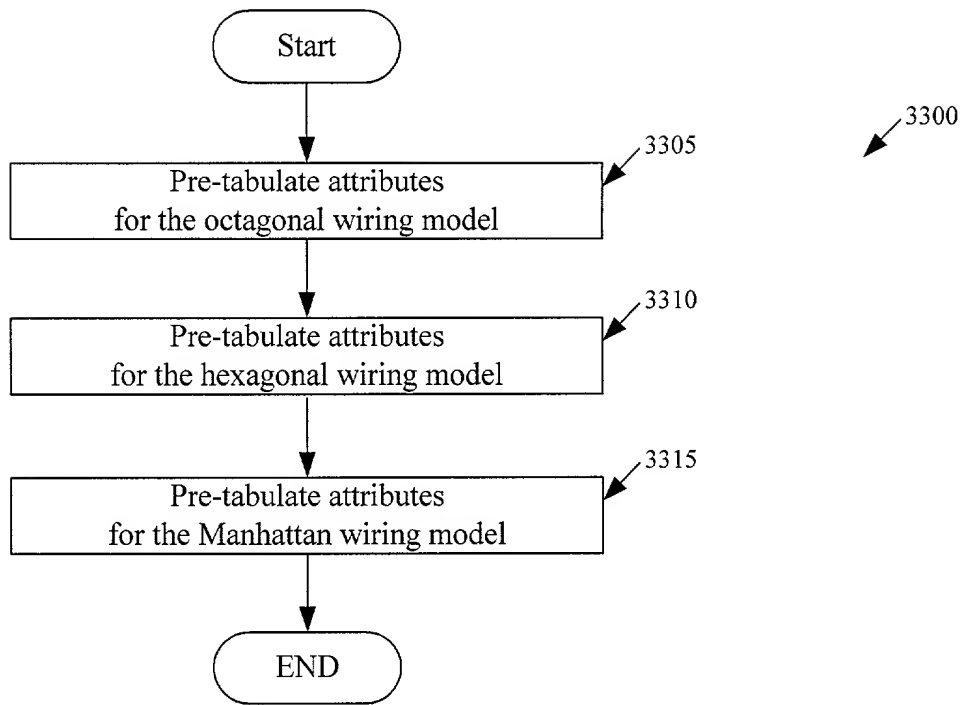 Start
3300
3305
Pre-tabulate attributes
for the octagonal wiring model
3310
Pre-tabulate attributes
for the hexagonal wiring model
3315
Pre-tabulate attributes
for the Manhattan wiring model
END